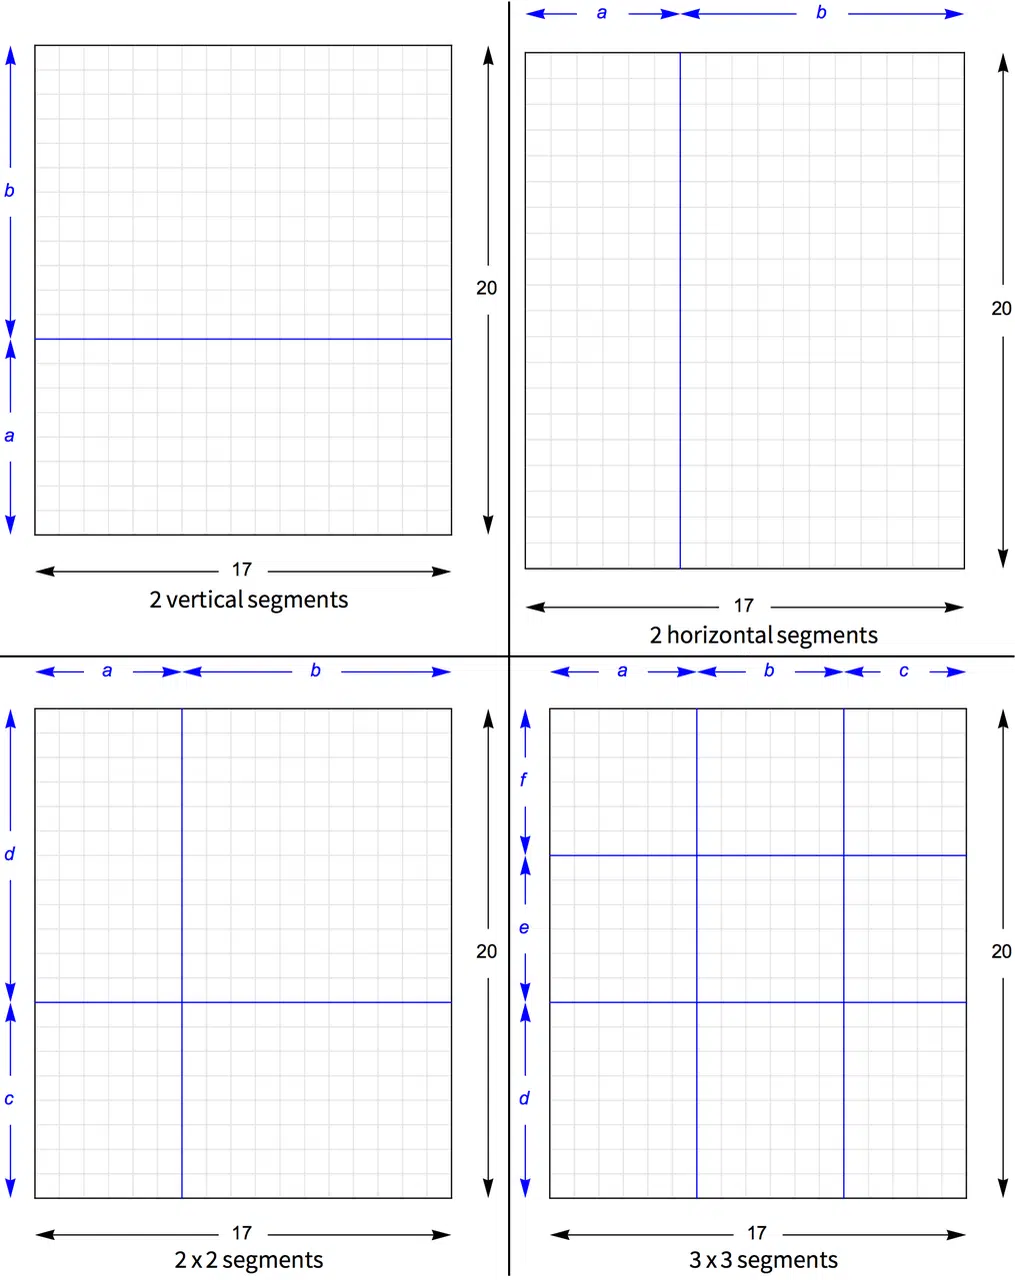 b
a
20
17
2 vertical segments
a b
20
17
2 horizontal segments
a b
d
c
20
17
2 x 2 segments
a b c
f
e
d
20
17
3 x 3 segments